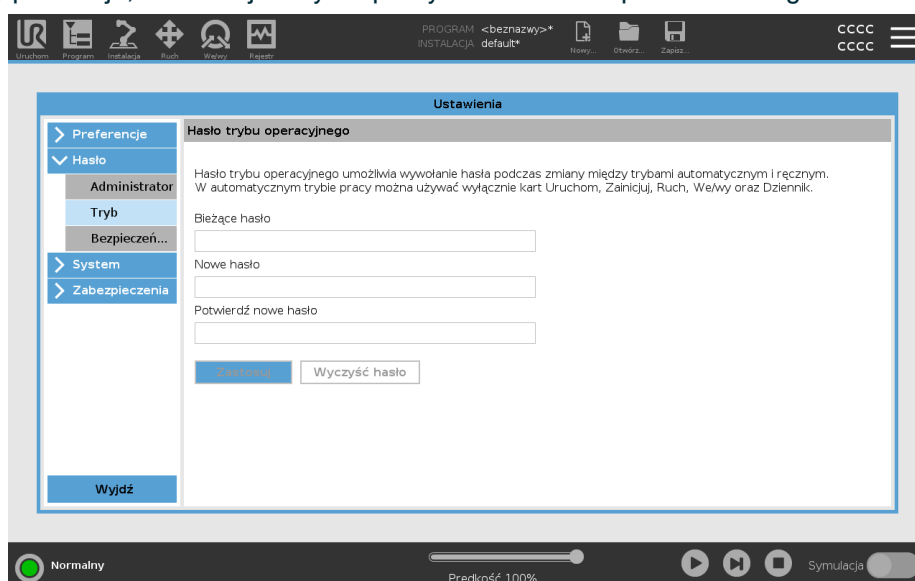 UR
PROGRAM <beznazwy>*
INSTALACJA default*
Uruchom Program Instalacja Ruch We/wy Rejestr
Nowy... Otwórz... Zapisz...
CCCC
CCCC
Ustawienia
Preferencje
Hasło
Administrator
Tryb
Bezpieczeń...
System
Zabezpieczenia
Wyjdź
Hasło trybu operacyjnego
Hasło trybu operacyjnego umożliwia wywołanie hasła podczas zmiany między trybami automatycznym i ręcznym.
W automatycznym trybie pracy można używać wyłącznie kart Uruchom, Zainicjuj, Ruch, We/wy oraz Dziennik.
Bieżące hasło
Nowe hasło
Potwierdź nowe hasło
Zastosuj Wyczyść hasło
Normalny
Prędkość 100%
Symulacja